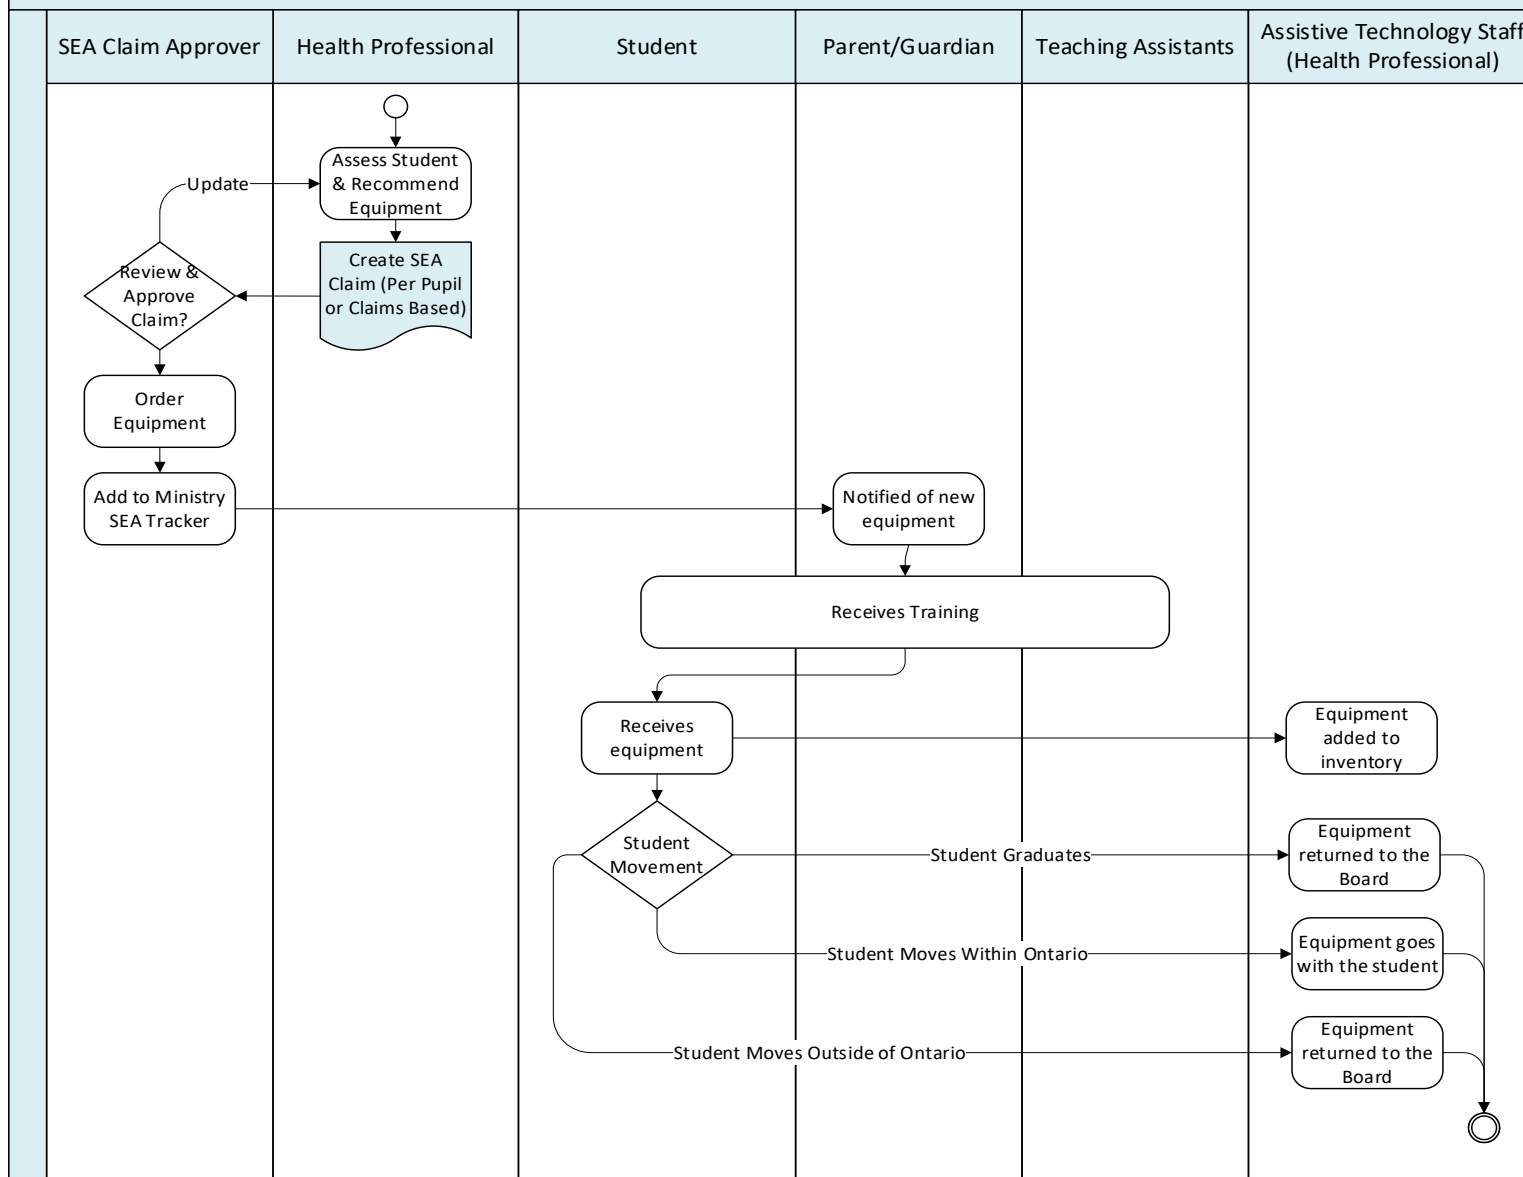 SEA Claim Approver
Health Professional
Student
Parent/Guardian
Teaching Assistants
Assistive Technology Staff
(Health Professional)
Assess Student
& Recommend
Equipment
Update
Create SEA
Claim (Per Pupil
or Claims Based)
Review &
Approve
Claim?
Order
Equipment
Add to Ministry
SEA Tracker
Notified of new
equipment
Receives Training
Receives
equipment
Equipment
added to
inventory
Student
Movement
Student Graduates
Equipment
returned to the
Board
Student Moves Within Ontario
Equipment goes
with the student
Student Moves Outside of Ontario
Equipment
returned to the
Board